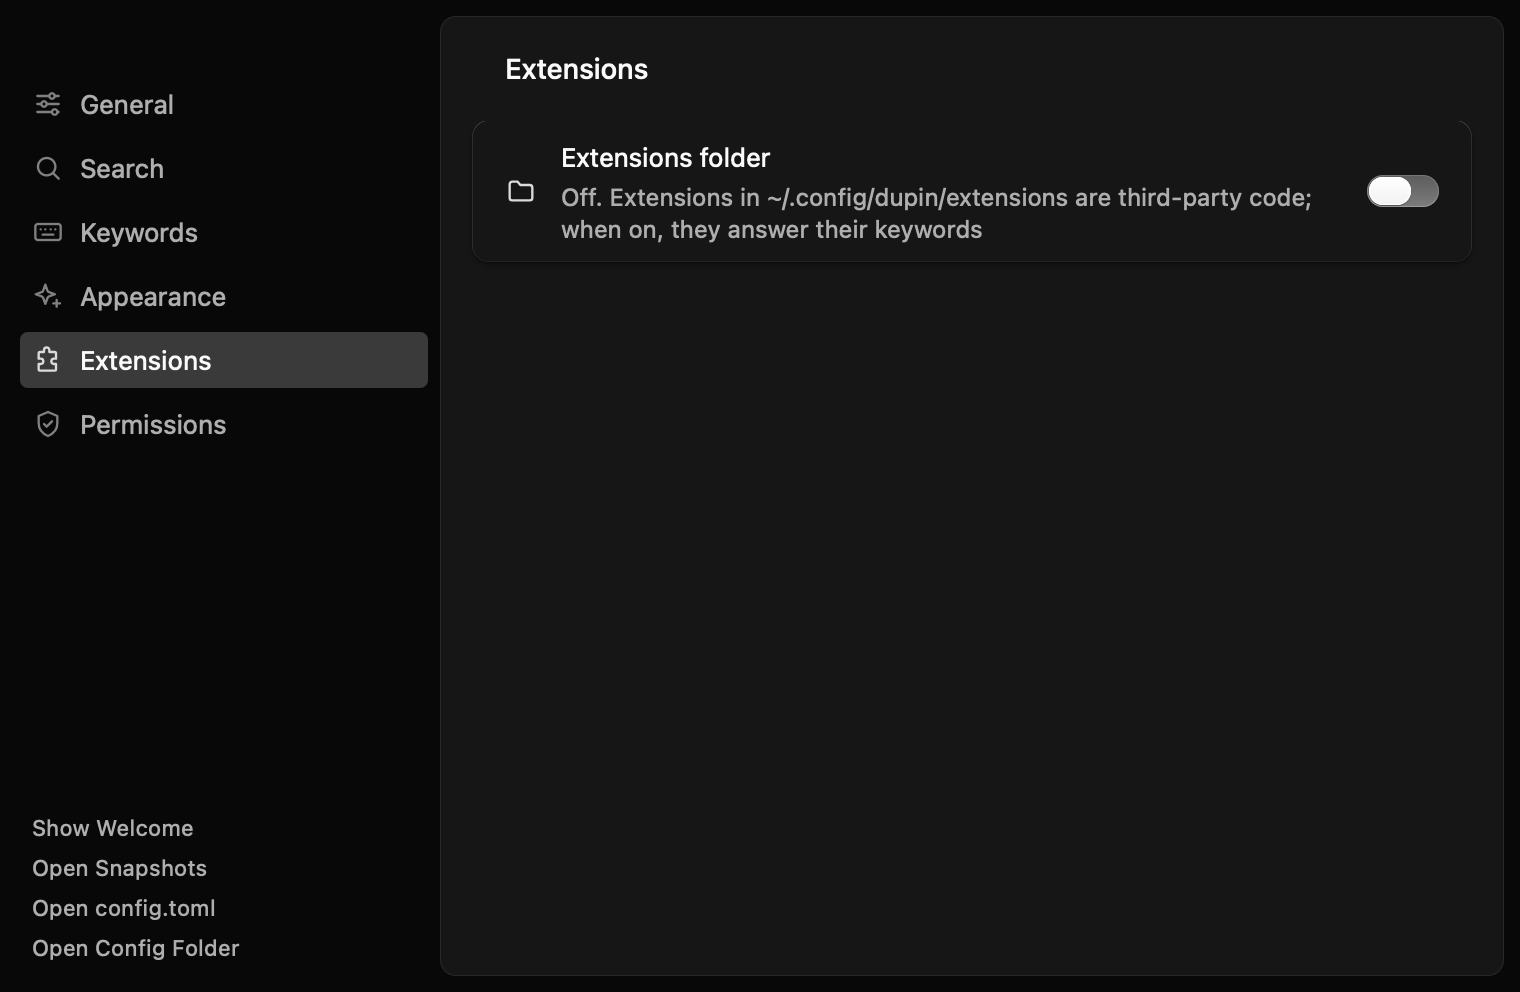 General
Search
Keywords
Appearance
Extensions
Permissions
Show Welcome
Open Snapshots
Open config.toml
Open Config Folder
Extensions
Extensions folder
Off. Extensions in ~/.config/dupin/extensions are third-party code;
when on, they answer their keywords